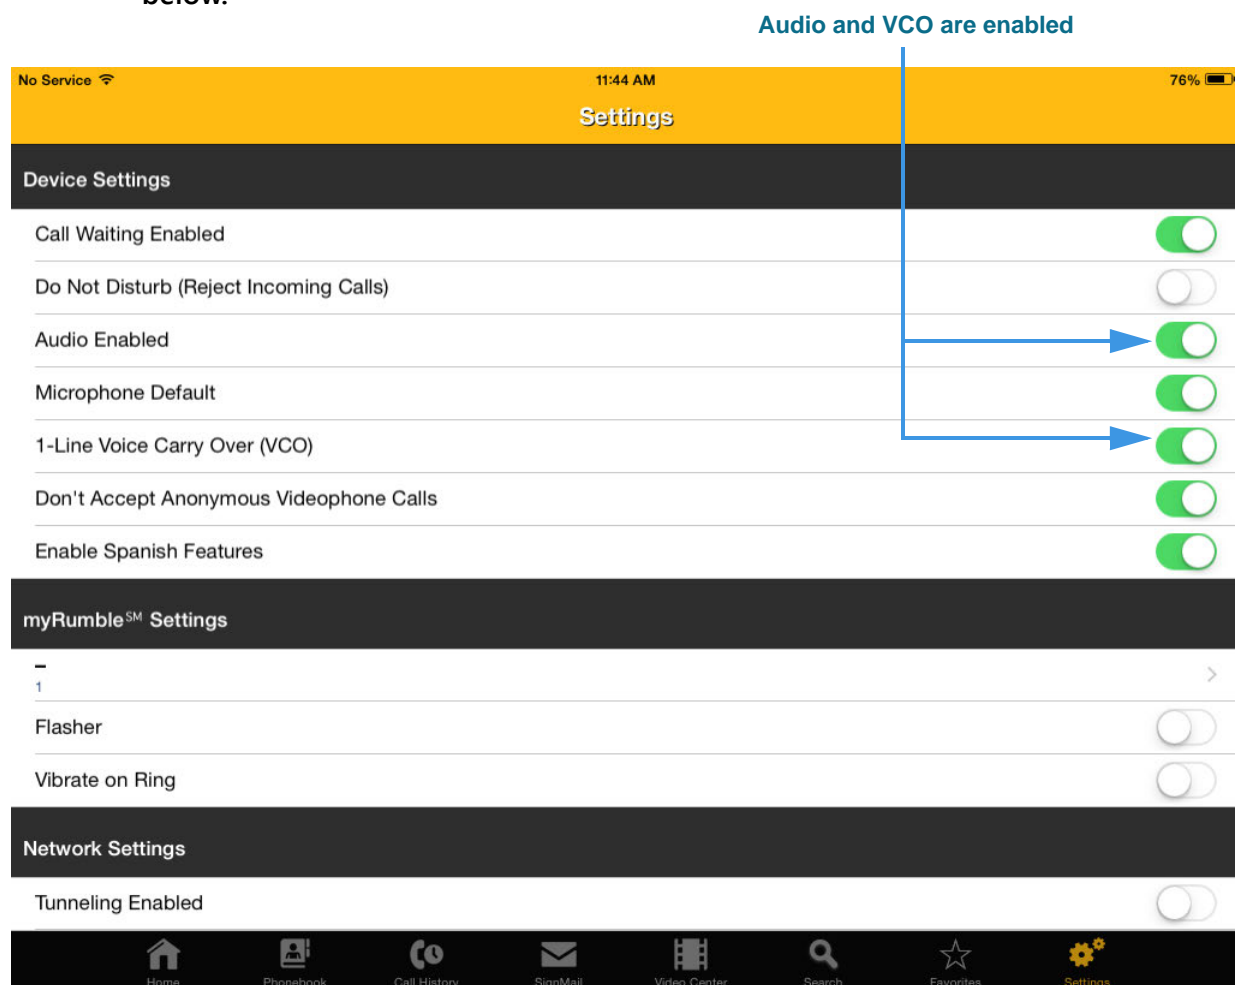 below.
Audio and VCO are enabled
No Service 11:44 AM 76%
Settings
Device Settings
Call Waiting Enabled
Do Not Disturb (Reject Incoming Calls)
Audio Enabled
Microphone Default
1-Line Voice Carry Over (VCO)
Don't Accept Anonymous Videophone Calls
Enable Spanish Features
myRumble℠ Settings
–
1
Flasher
Vibrate on Ring
Network Settings
Tunneling Enabled
Home Phonebook Call History SignMail Video Center Search Favorites Settings